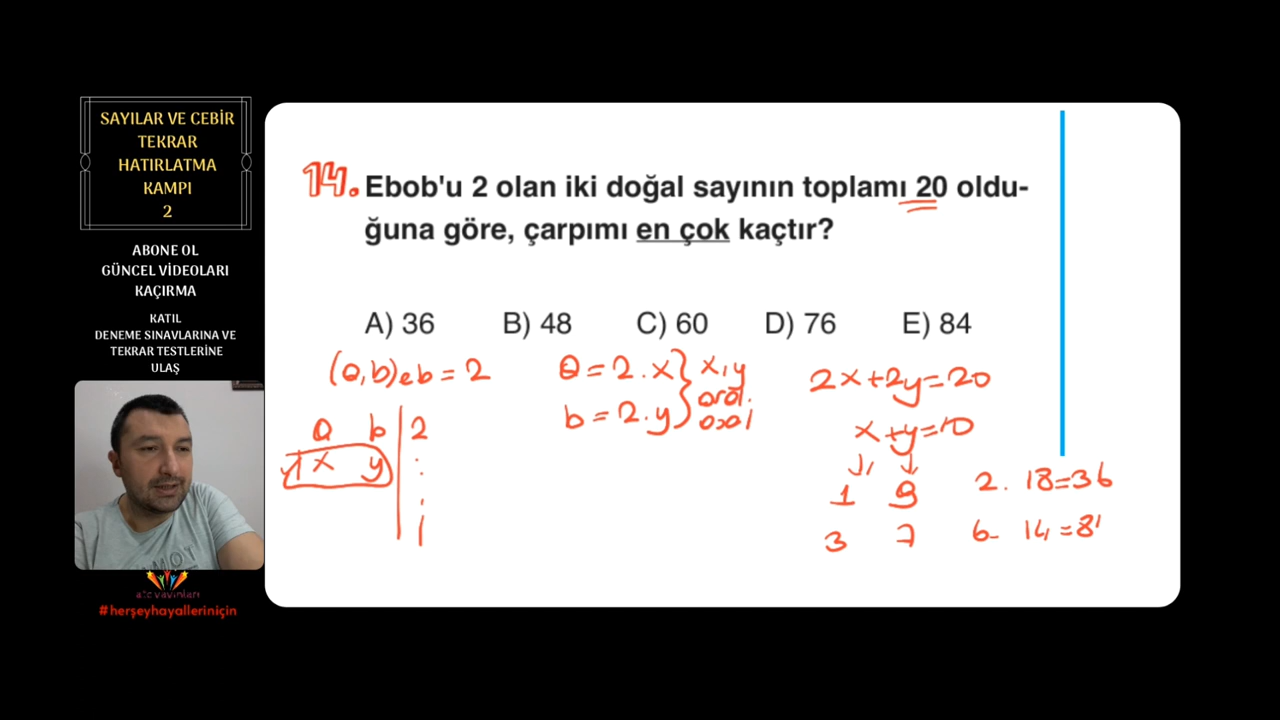 SAYILAR VE CEBİR
TEKRAR
HATIRLATMA
KAMPI
2
ABONE OL
GÜNCEL VİDEOLARI
KAÇIRMA
KATIL
DENEME SINAVLARINA VE
TEKRAR TESTLERİNE
ULAŞ
#herşeyhayalleriniçin
14. Ebob'u 2 olan iki doğal sayının toplamı 20 oldu-
ğuna göre, çarpımı en çok kaçtır?
A) 36 B) 48 C) 60 D) 76 E) 84
(a,b)eb = 2
a b 2
x y
a = 2.x
b = 2.y
x,y
aral.
asal
2x+2y=20
x+y=10
1 9 2. 18=36
3 7 6. 14=8